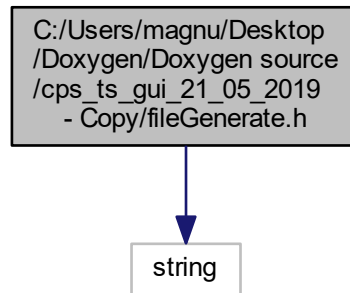 C:/Users/magnu/Desktop
/Doxygen/Doxygen source
/cps_ts_gui_21_05_2019
- Copy/fileGenerate.h
string